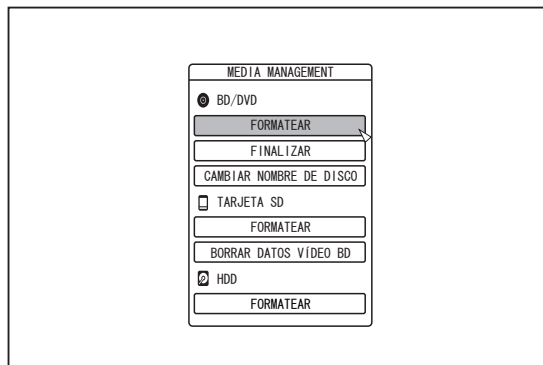 MEDIA MANAGEMENT
BD/DVD
FORMATEAR
FINALIZAR
CAMBIAR NOMBRE DE DISCO
TARJETA SD
FORMATEAR
BORRAR DATOS VÍDEO BD
HDD
FORMATEAR